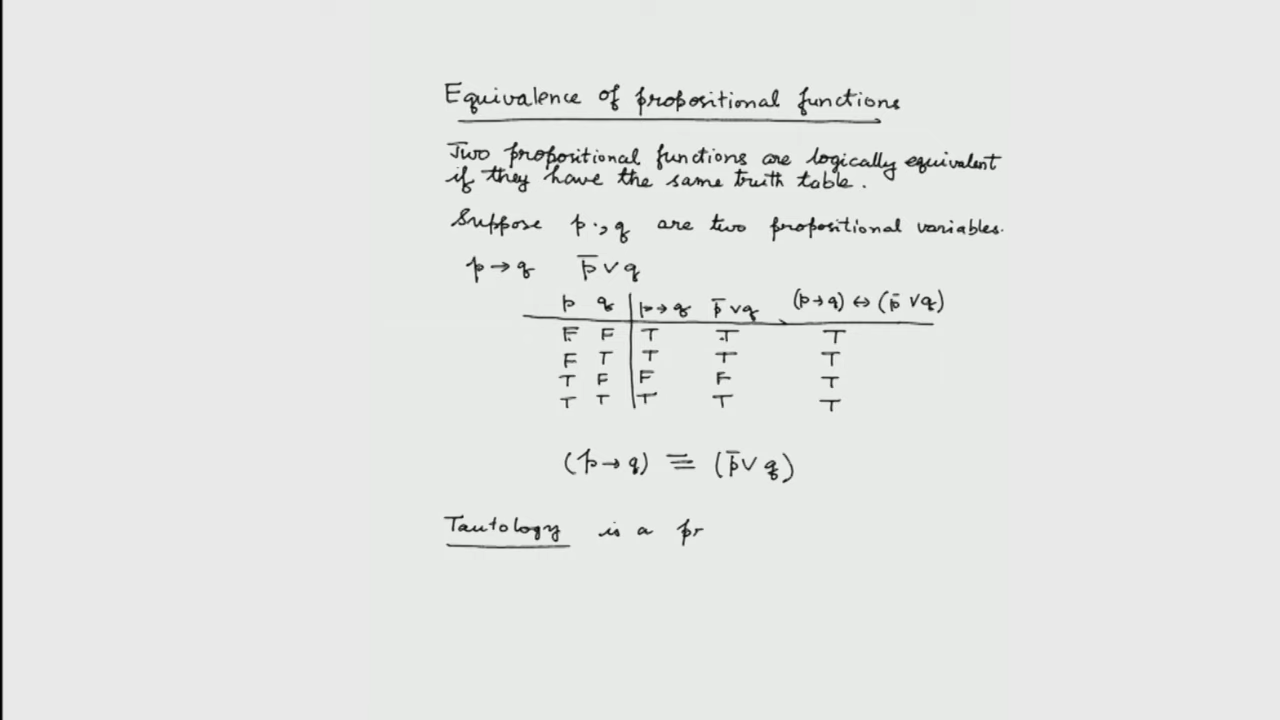 Equivalence of propositional functions
Two propositional functions are logically equivalent
if they have the same truth table.
Suppose p, q are two propositional variables.
p → q p̅ ∨ q
p q p → q p̅ ∨ q (p → q) ↔ (p̅ ∨ q)
F F T T T
F T T T T
T F F F T
T T T T T
(p → q) ≡ (p̅ ∨ q)
Tautology is a pr